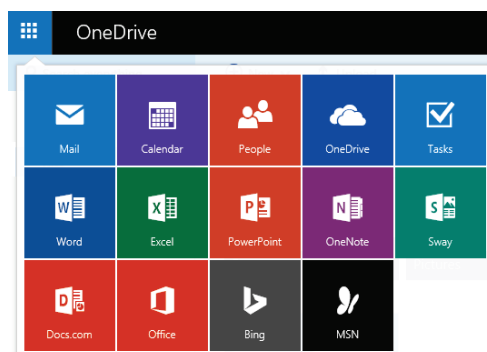 OneDrive
Mail Calendar People OneDrive Tasks
Word Excel PowerPoint OneNote Sway
Docs.com Office Bing MSN